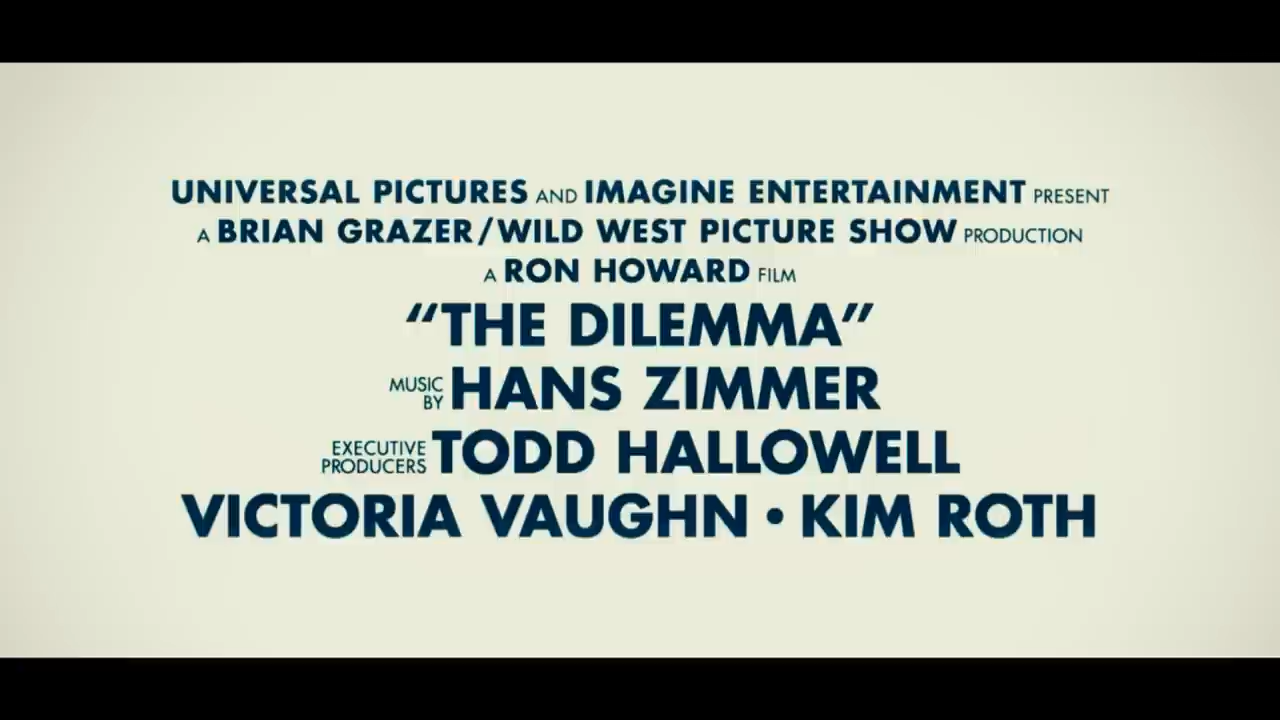 UNIVERSAL PICTURES AND IMAGINE ENTERTAINMENT PRESENT
A BRIAN GRAZER/WILD WEST PICTURE SHOW PRODUCTION
A RON HOWARD FILM
“THE DILEMMA”
MUSIC BY HANS ZIMMER
EXECUTIVE PRODUCERS TODD HALLOWELL
VICTORIA VAUGHN • KIM ROTH